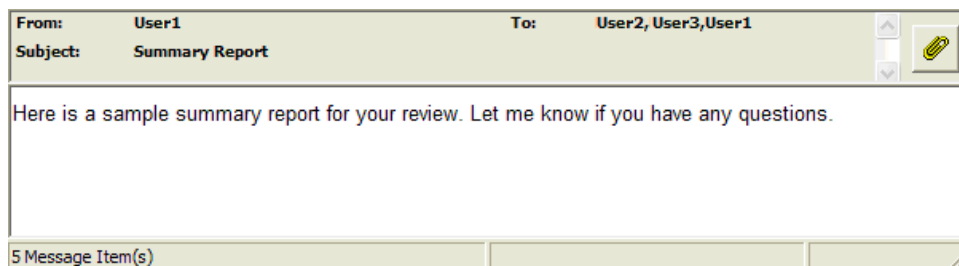 From: User1 To: User2, User3,User1
Subject: Summary Report
Here is a sample summary report for your review. Let me know if you have any questions.
5 Message Item(s)